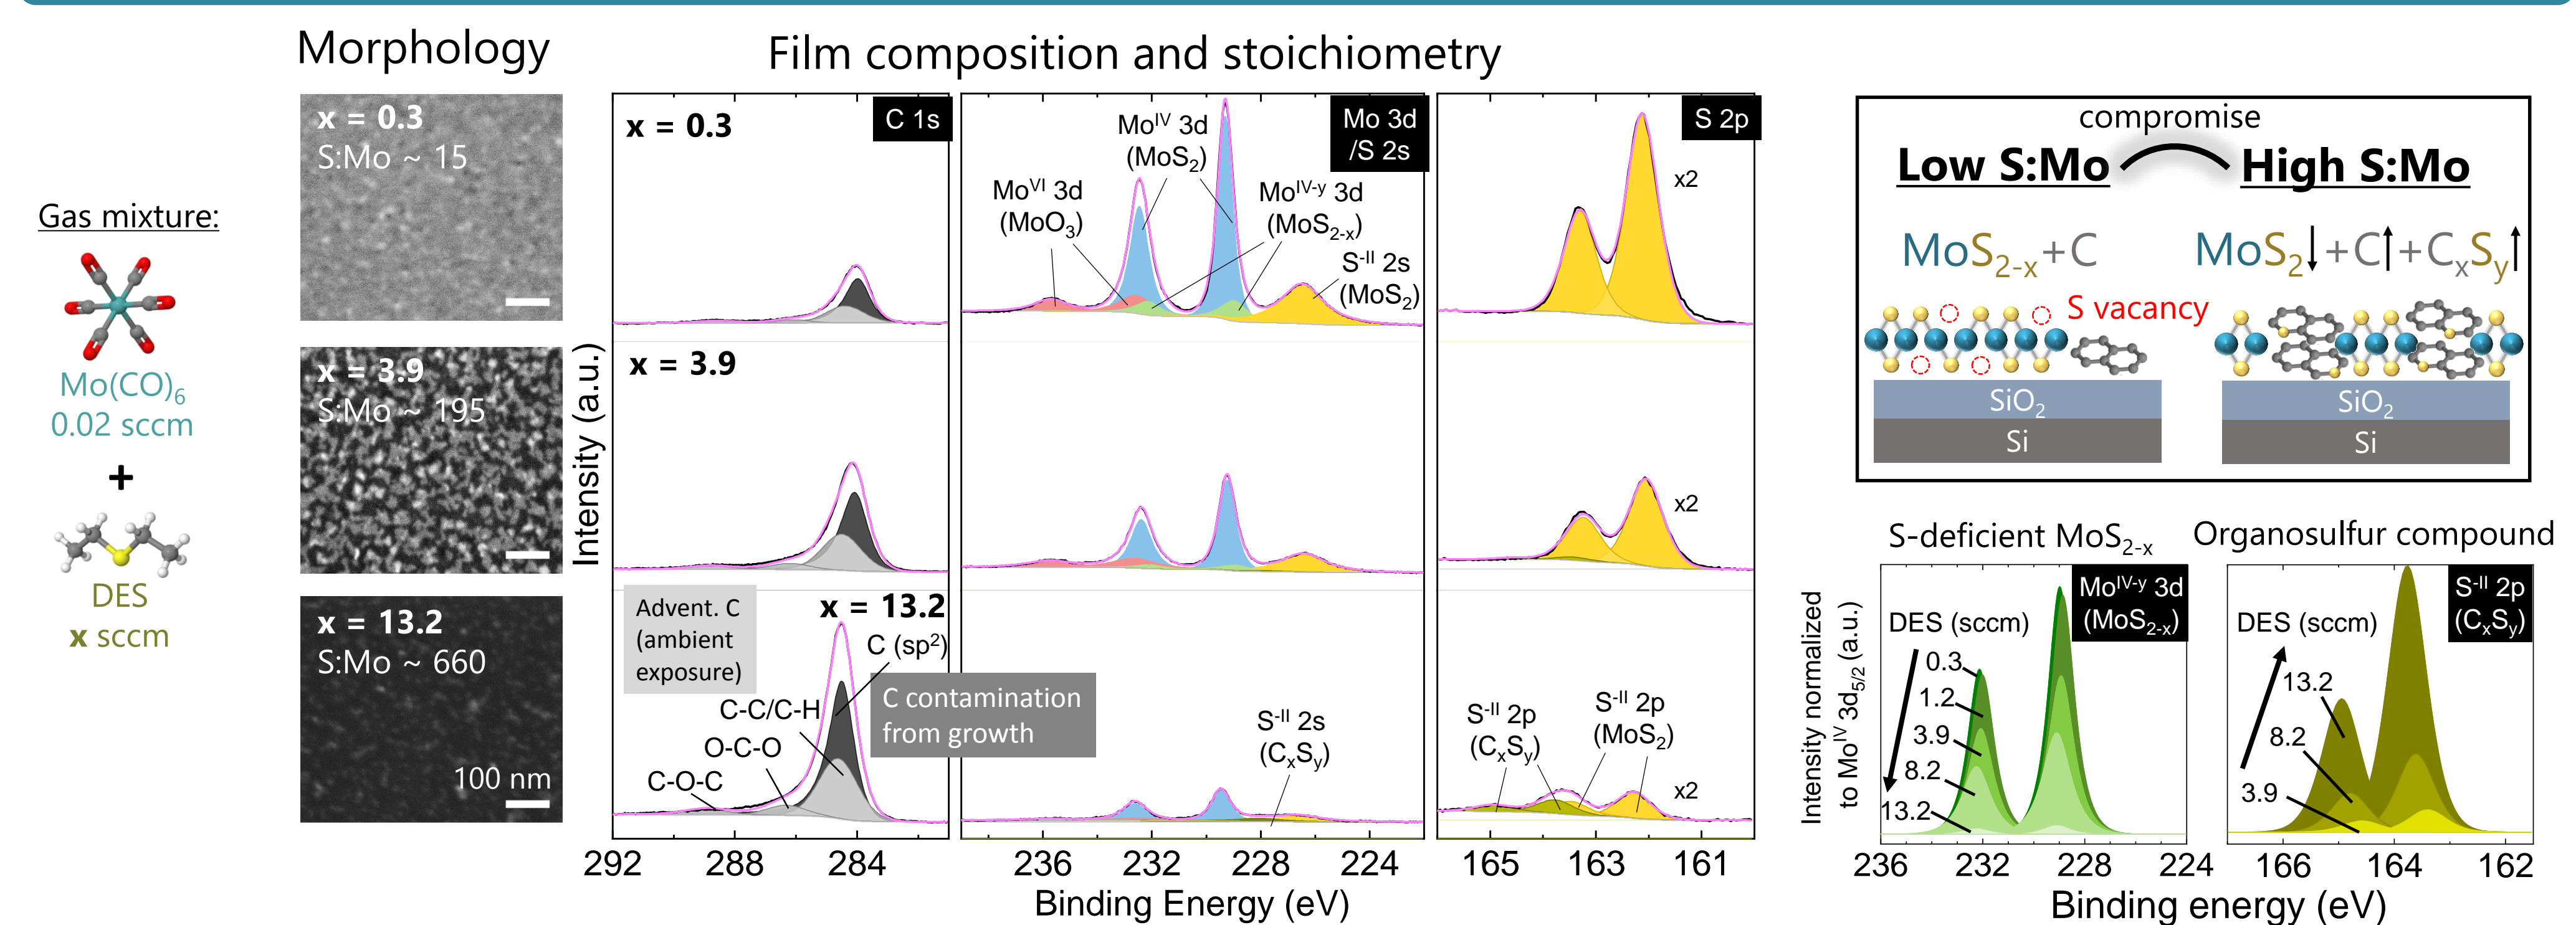 Morphology
Film composition and stoichiometry
Gas mixture:
Mo(CO)₆
0.02 sccm
+
DES
x sccm
x = 0.3
S:Mo ~ 15
x = 3.9
S:Mo ~ 195
x = 13.2
S:Mo ~ 660
100 nm
Intensity (a.u.)
x = 0.3
C 1s
x = 3.9
Advent. C
(ambient
exposure)
x = 13.2
C (sp²)
C-C/C-H
O-C-O
C-O-C
C contamination
from growth
292 288 284
Mo 3d
/S 2s
Moᴵⱽ 3d
(MoS₂)
Moⱽᴵ 3d
(MoO₃)
Moᴵⱽ⁻ʸ 3d
(MoS₂₋ₓ)
S⁻ᴵᴵ 2s
(MoS₂)
S⁻ᴵᴵ 2s
(CₓSᵧ)
236 232 228 224
S 2p
x2
x2
S⁻ᴵᴵ 2p
(CₓSᵧ)
S⁻ᴵᴵ 2p
(MoS₂)
x2
165 163 161
Binding Energy (eV)
compromise
Low S:Mo
High S:Mo
MoS₂₋ₓ+C
MoS₂↓+C↑+CₓSᵧ↑
S vacancy
SiO₂
Si
SiO₂
Si
S-deficient MoS₂₋ₓ
Organosulfur compound
Intensity normalized
to Moᴵⱽ 3d₅/₂ (a.u.)
Moᴵⱽ⁻ʸ 3d
(MoS₂₋ₓ)
DES (sccm)
0.3
1.2
3.9
8.2
13.2
236 232 228 224
S⁻ᴵᴵ 2p
(CₓSᵧ)
DES (sccm)
13.2
8.2
3.9
166 164 162
Binding energy (eV)